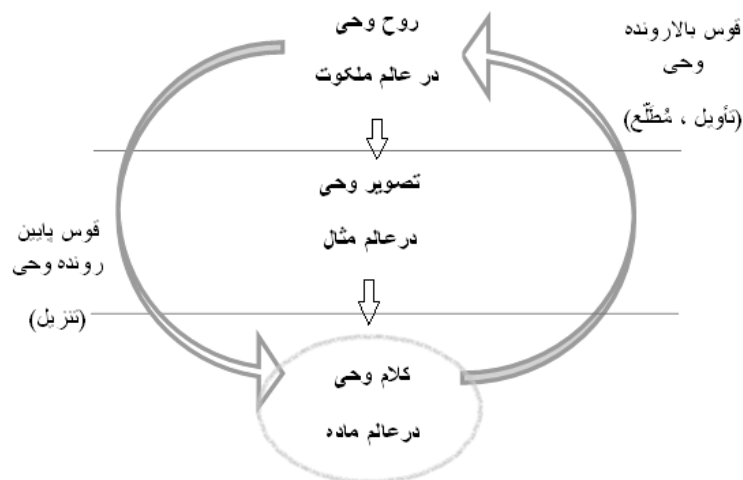 روح وحی
در عالم ملکوت
قوس بالارونده
وحی
(تأویل ، مُطَلَّع)
تصویر وحی
درعالم مثال
قوس پایین
رونده وحی
(تنزیل)
کلام وحی
درعالم ماده